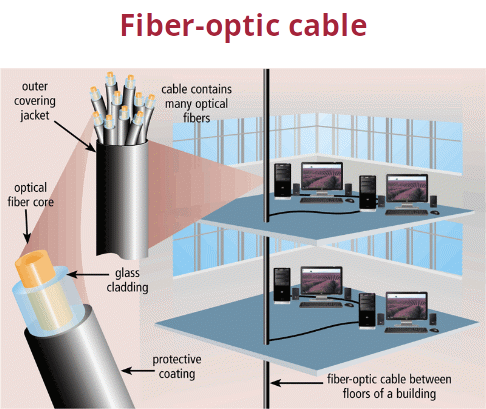 Fiber-optic cable
outer
covering
jacket
cable contains
many optical
fibers
optical
fiber core
glass
cladding
protective
coating
fiber-optic cable between
floors of a building